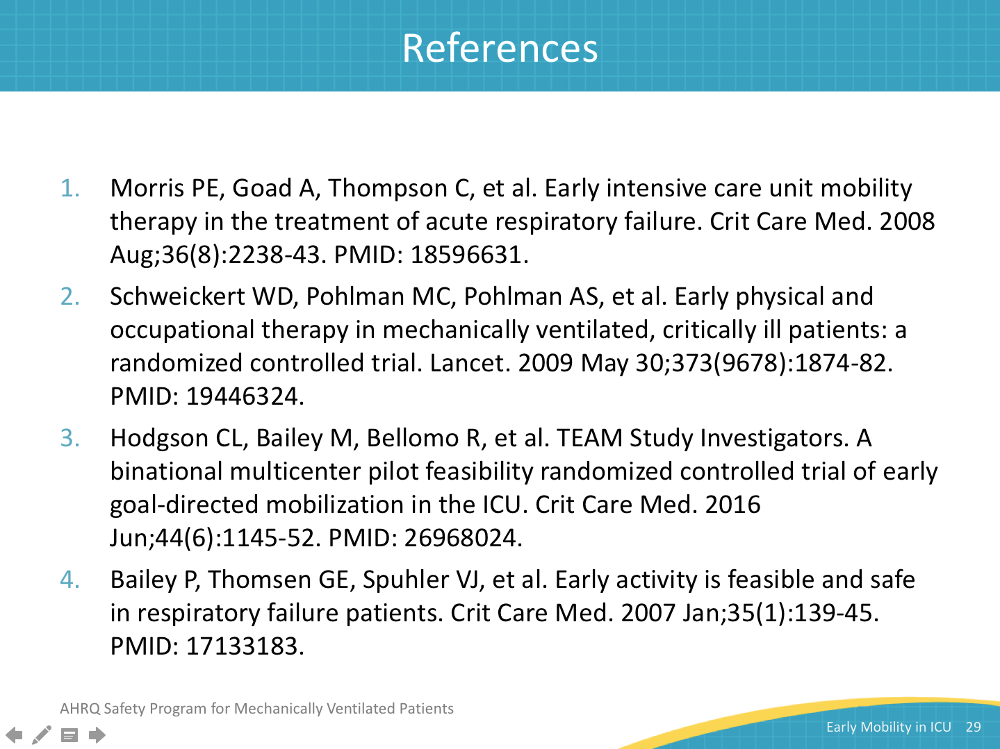 References
1. Morris PE, Goad A, Thompson C, et al. Early intensive care unit mobility
therapy in the treatment of acute respiratory failure. Crit Care Med. 2008
Aug;36(8):2238-43. PMID: 18596631.
2. Schweickert WD, Pohlman MC, Pohlman AS, et al. Early physical and
occupational therapy in mechanically ventilated, critically ill patients: a
randomized controlled trial. Lancet. 2009 May 30;373(9678):1874-82.
PMID: 19446324.
3. Hodgson CL, Bailey M, Bellomo R, et al. TEAM Study Investigators. A
binational multicenter pilot feasibility randomized controlled trial of early
goal-directed mobilization in the ICU. Crit Care Med. 2016
Jun;44(6):1145-52. PMID: 26968024.
4. Bailey P, Thomsen GE, Spuhler VJ, et al. Early activity is feasible and safe
in respiratory failure patients. Crit Care Med. 2007 Jan;35(1):139-45.
PMID: 17133183.
AHRQ Safety Program for Mechanically Ventilated Patients
Early Mobility in ICU 29